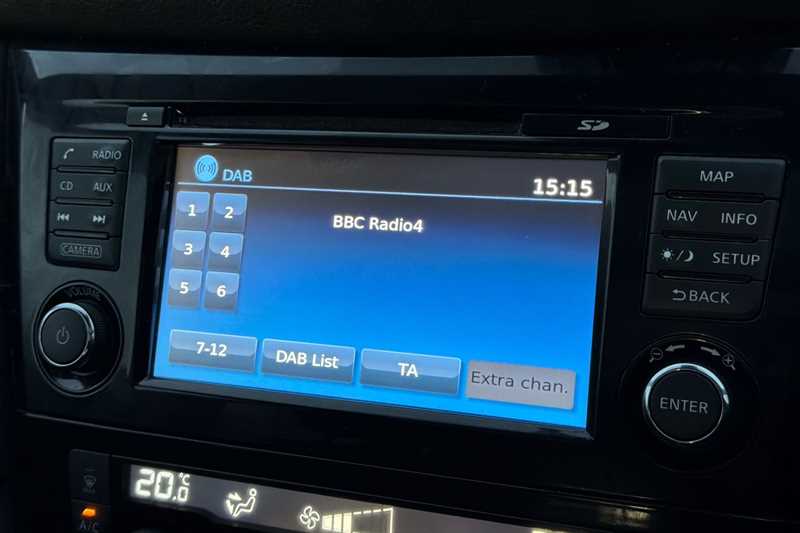 SD
RADIO
CD AUX
CAMERA
VOLUME
DAB
15:15
1 2
BBC Radio4
3 4
5 6
7-12
DAB List
TA
Extra chan.
MAP
NAV INFO
SETUP
BACK
ENTER
20.0 °C
A/C